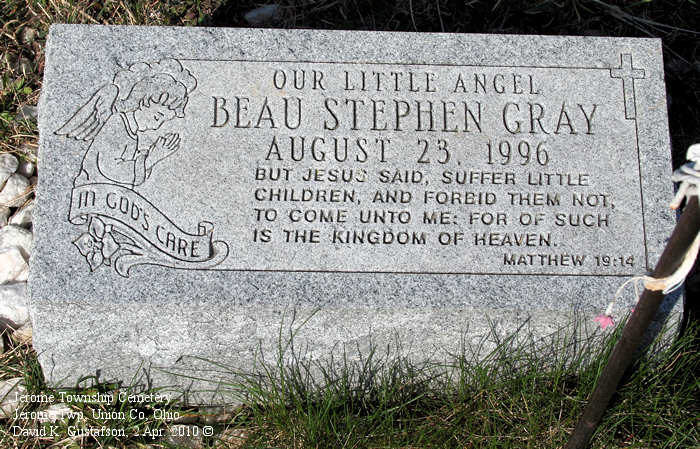 OUR LITTLE ANGEL
BEAU STEPHEN GRAY
AUGUST 23, 1996
BUT JESUS SAID, SUFFER LITTLE
CHILDREN, AND FORBID THEM NOT,
TO COME UNTO ME: FOR OF SUCH
IS THE KINGDOM OF HEAVEN.
MATTHEW 19:14
IN GOD'S CARE
Jerome Township Cemetery
Jerome Twp. Union Co. Ohio
David K. Gustafson, 2 Apr. 2010 ©